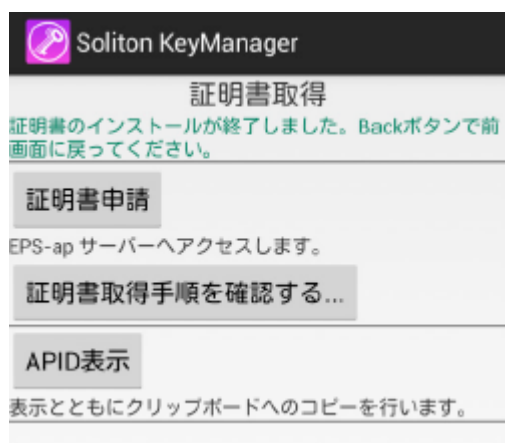 Soliton KeyManager
証明書取得
証明書のインストールが終了しました。Backボタンで前
画面に戻ってください。
証明書申請
EPS-ap サーバーへアクセスします。
証明書取得手順を確認する...
APID表示
表示とともにクリップボードへのコピーを行います。